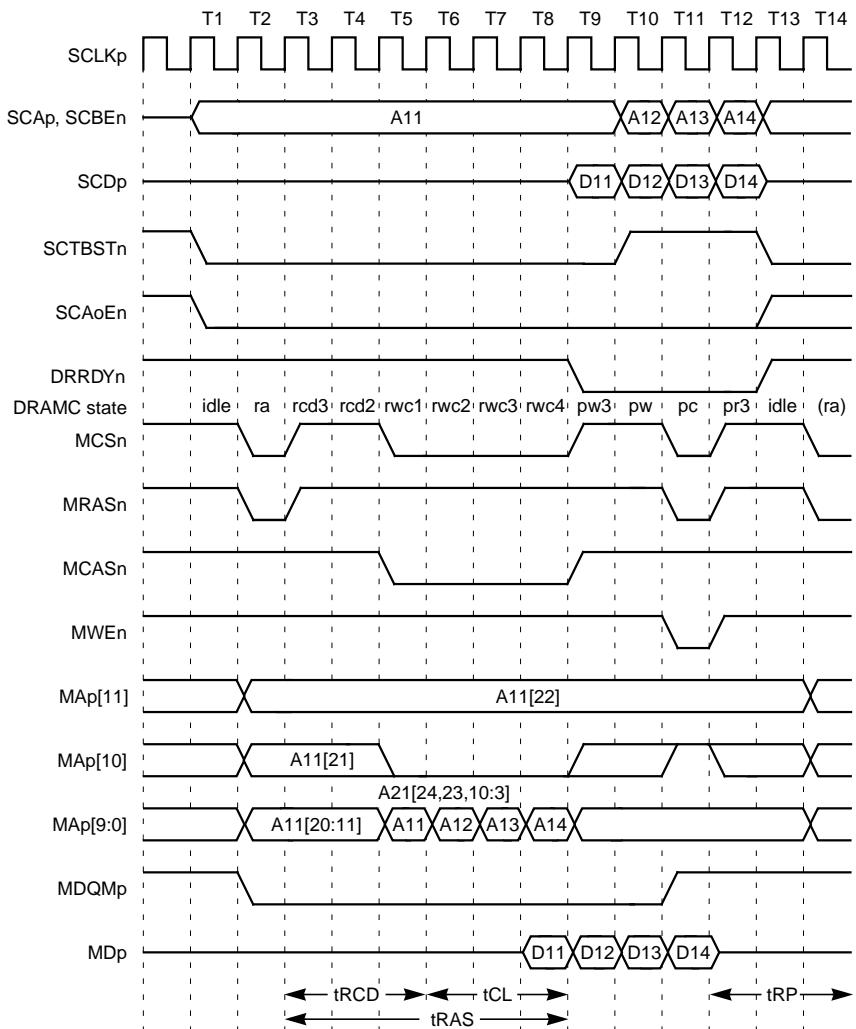 T1 T2 T3 T4 T5 T6 T7 T8 T9 T10 T11 T12 T13 T14
SCLKp
SCAp, SCBEn A11 A12 A13 A14
SCDp D11 D12 D13 D14
SCTBSTn
SCAoEn
DRRDYn
DRAMC state idle ra rcd3 rcd2 rwc1 rwc2 rwc3 rwc4 pw3 pw pc pr3 idle (ra)
MCSn
MRASn
MCASn
MWEn
MAp[11] A11[22]
MAp[10] A11[21]
A21[24,23,10:3]
MAp[9:0] A11[20:11] A11 A12 A13 A14
MDQMp
MDp D11 D12 D13 D14
tRCD tCL tRP
tRAS